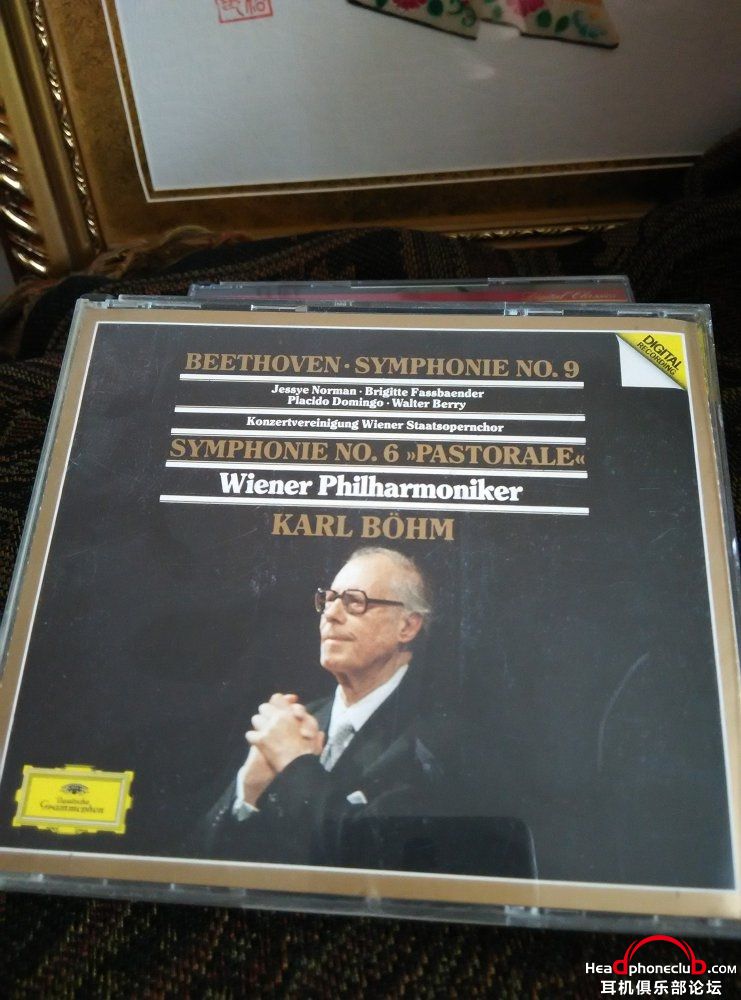 BEETHOVEN · SYMPHONIE NO. 9
DIGITAL
RECORDING
Jessye Norman · Brigitte Fassbaender
Placido Domingo · Walter Berry
Konzertvereinigung Wiener Staatsopernchor
SYMPHONIE NO. 6 »PASTORALE«
Wiener Philharmoniker
KARL BÖHM
Deutsche
Grammophon
HeadphoneclubD.com
耳机俱乐部论坛